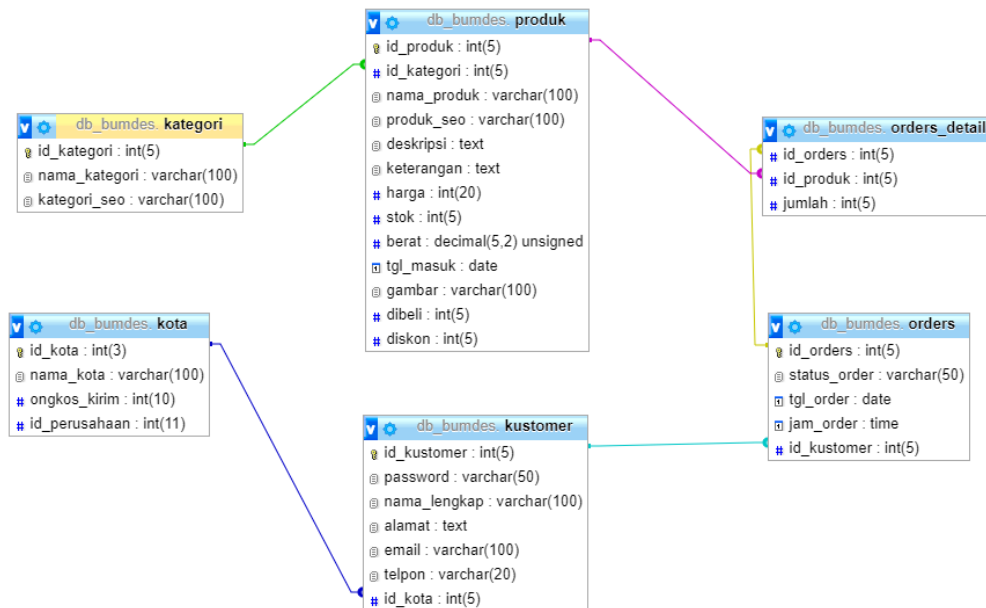 db_bumdes. produk
id_produk : int(5)
id_kategori : int(5)
nama_produk : varchar(100)
produk_seo : varchar(100)
deskripsi : text
keterangan : text
harga : int(20)
stok : int(5)
berat : decimal(5,2) unsigned
tgl_masuk : date
gambar : varchar(100)
dibeli : int(5)
diskon : int(5)
db_bumdes. kategori
id_kategori : int(5)
nama_kategori : varchar(100)
kategori_seo : varchar(100)
db_bumdes. orders_detail
id_orders : int(5)
id_produk : int(5)
jumlah : int(5)
db_bumdes. kota
id_kota : int(3)
nama_kota : varchar(100)
ongkos_kirim : int(10)
id_perusahaan : int(11)
db_bumdes. orders
id_orders : int(5)
status_order : varchar(50)
tgl_order : date
jam_order : time
id_kustomer : int(5)
db_bumdes. kustomer
id_kustomer : int(5)
password : varchar(50)
nama_lengkap : varchar(100)
alamat : text
email : varchar(100)
telpon : varchar(20)
id_kota : int(5)